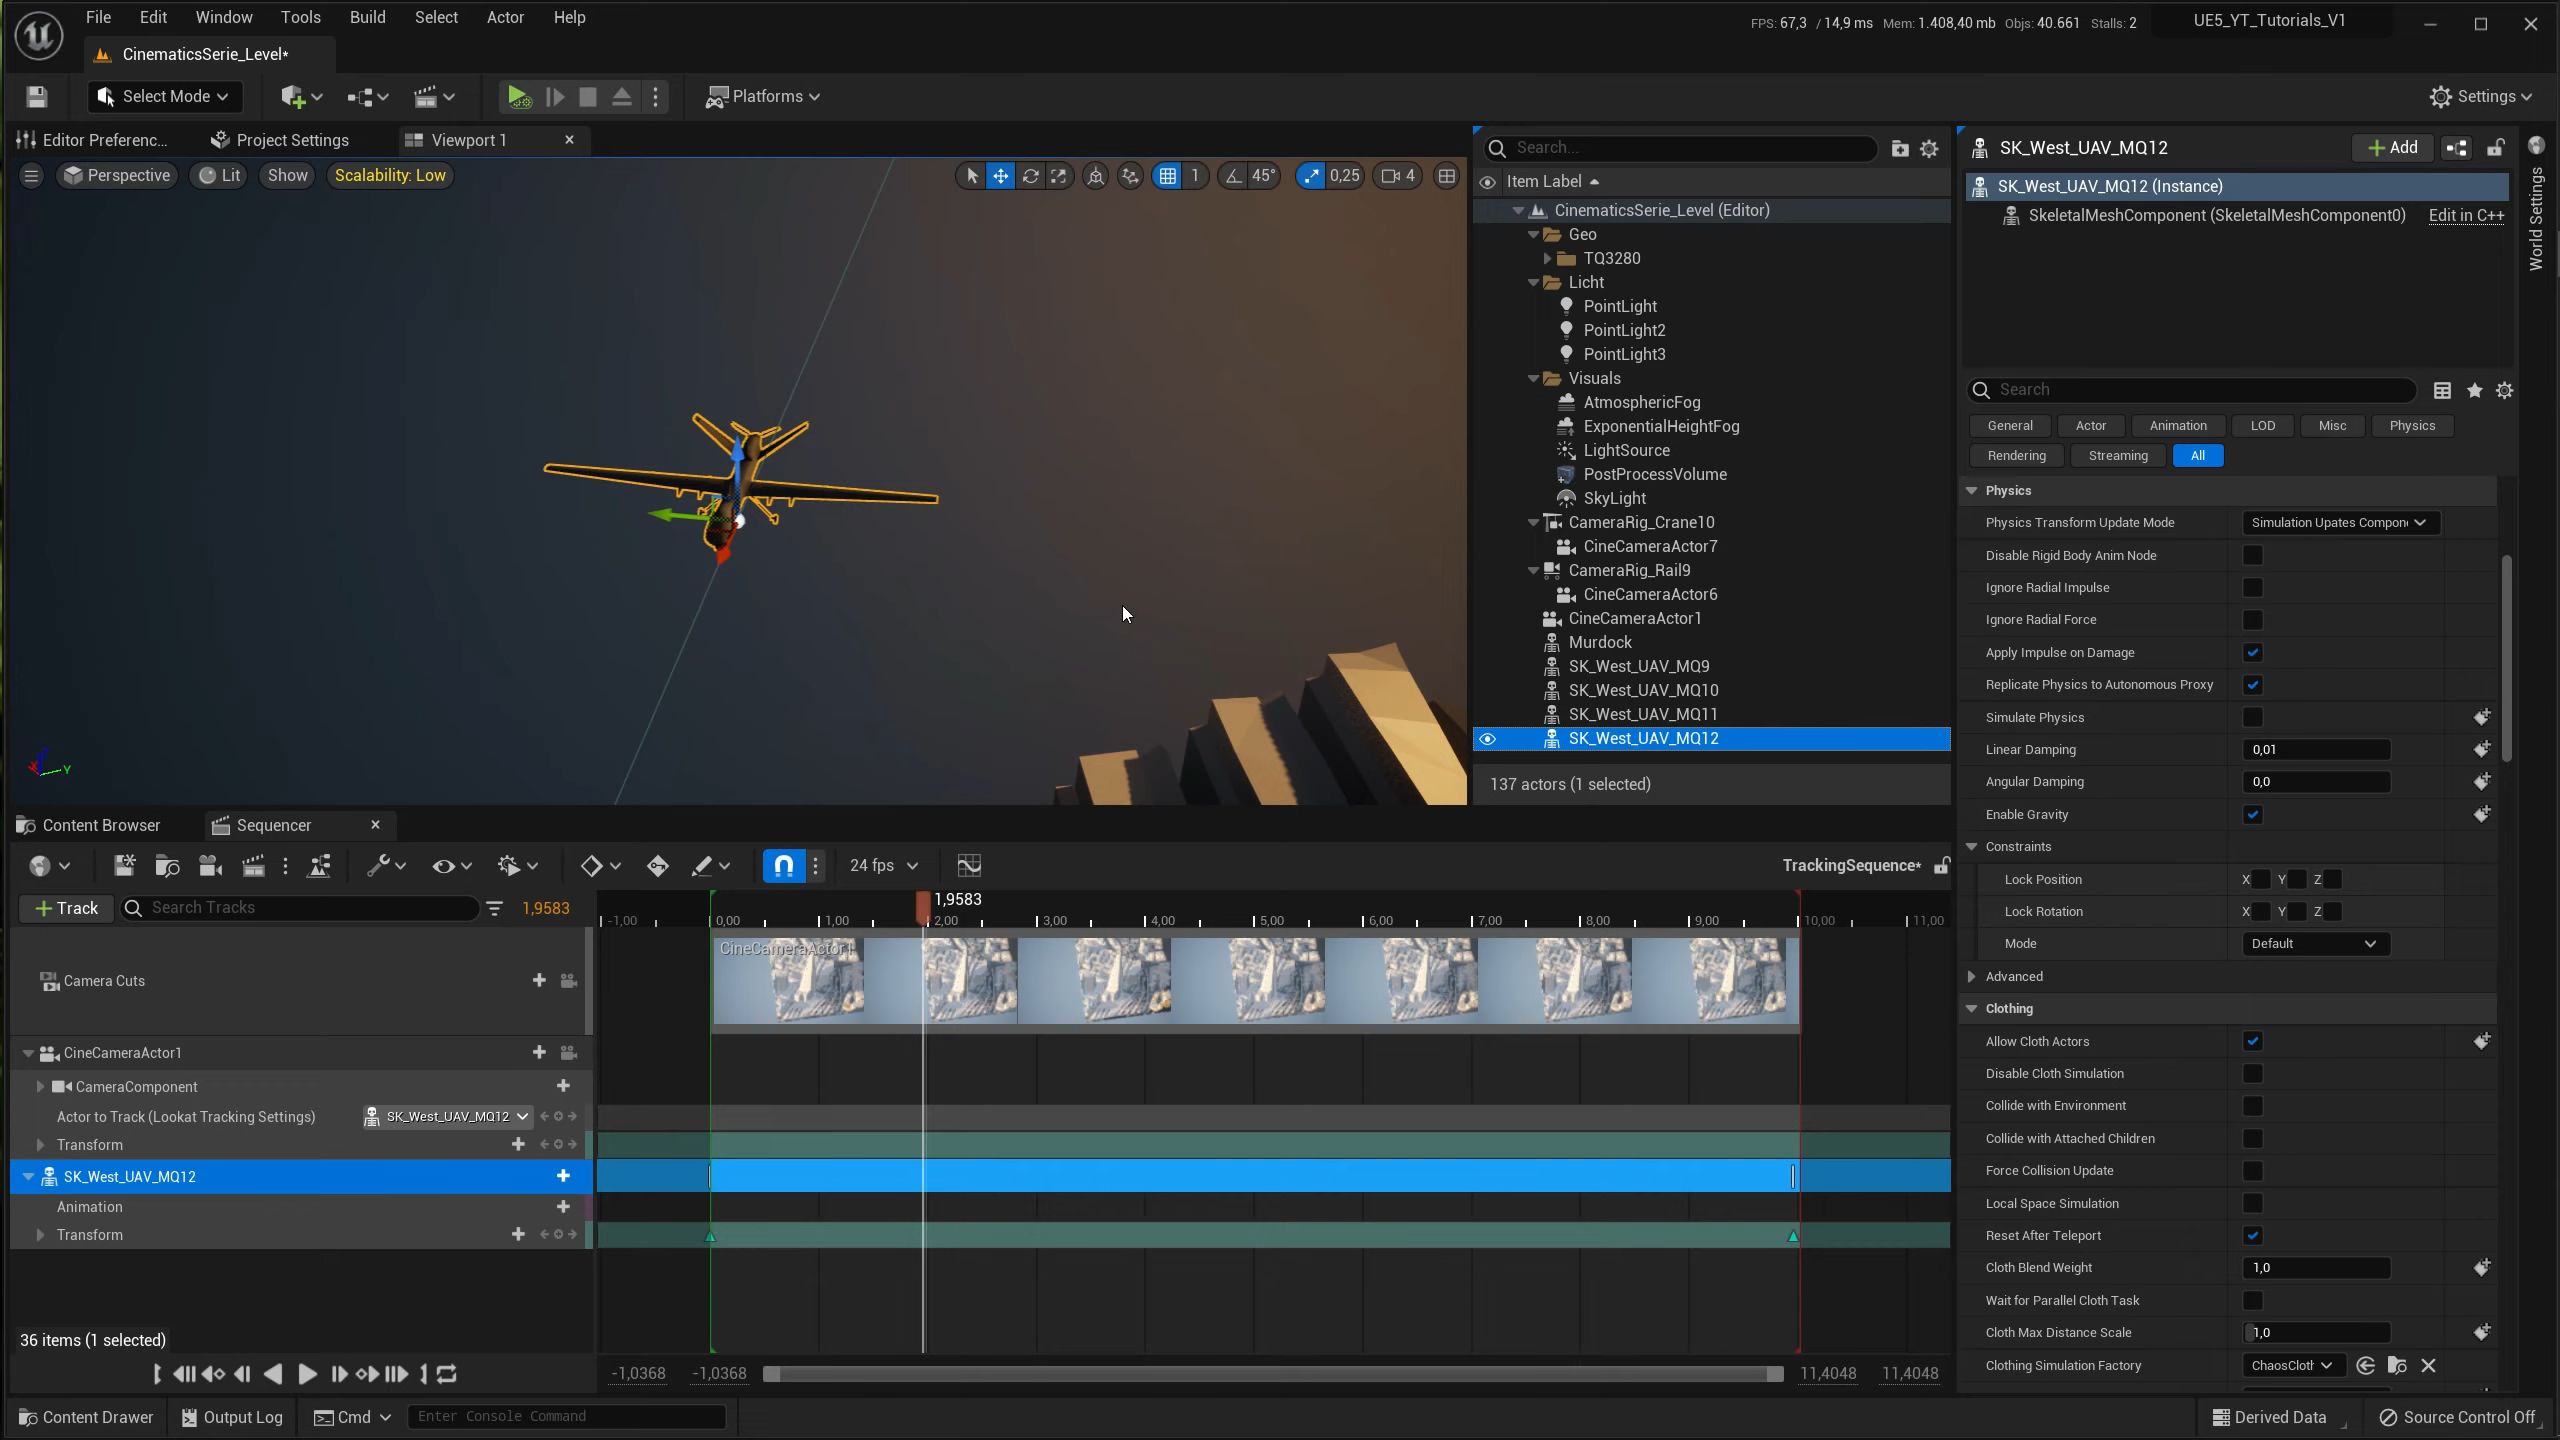 File Edit Window Tools Build Select Actor Help
FPS: 67,3 / 14,9 ms Mem: 1.408,40 mb Objs: 40.661 Stalls: 2
UE5_YT_Tutorials_V1
CinematicsSerie_Level*
Select Mode
Platforms
Settings
Editor Preferenc...
Project Settings
Viewport 1
Perspective
Lit
Show
Scalability: Low
1
45°
0,25
4
Search...
Item Label
CinematicsSerie_Level (Editor)
Geo
TQ3280
Licht
PointLight
PointLight2
PointLight3
Visuals
AtmosphericFog
ExponentialHeightFog
LightSource
PostProcessVolume
SkyLight
CameraRig_Crane10
CineCameraActor7
CameraRig_Rail9
CineCameraActor6
CineCameraActor1
Murdock
SK_West_UAV_MQ9
SK_West_UAV_MQ10
SK_West_UAV_MQ11
SK_West_UAV_MQ12
137 actors (1 selected)
SK_West_UAV_MQ12
Add
SK_West_UAV_MQ12 (Instance)
SkeletalMeshComponent (SkeletalMeshComponent0)
Edit in C++
World Settings
Search
General Actor Animation LOD Misc Physics
Rendering Streaming All
Physics
Physics Transform Update Mode
Simulation Upates Compon
Disable Rigid Body Anim Node
Ignore Radial Impulse
Ignore Radial Force
Apply Impulse on Damage
Replicate Physics to Autonomous Proxy
Simulate Physics
Linear Damping 0,01
Angular Damping 0,0
Enable Gravity
Constraints
Lock Position X Y Z
Lock Rotation X Y Z
Mode Default
Advanced
Clothing
Allow Cloth Actors
Disable Cloth Simulation
Collide with Environment
Collide with Attached Children
Force Collision Update
Local Space Simulation
Reset After Teleport
Cloth Blend Weight 1,0
Wait for Parallel Cloth Task
Cloth Max Distance Scale 1,0
Clothing Simulation Factory ChaosClotl
X Y
Content Browser
Sequencer
24 fps
TrackingSequence*
Track
Search Tracks
1,9583
1,9583
-1,00 0,00 1,00 2,00 3,00 4,00 5,00 6,00 7,00 8,00 9,00 10,00 11,00
Camera Cuts
CineCameraActor1
CineCameraActor1
CameraComponent
Actor to Track (Lookat Tracking Settings) SK_West_UAV_MQ12
Transform
SK_West_UAV_MQ12
Animation
Transform
36 items (1 selected)
-1,0368 -1,0368 11,4048 11,4048
Content Drawer
Output Log
Cmd
Enter Console Command
Derived Data
Source Control Off